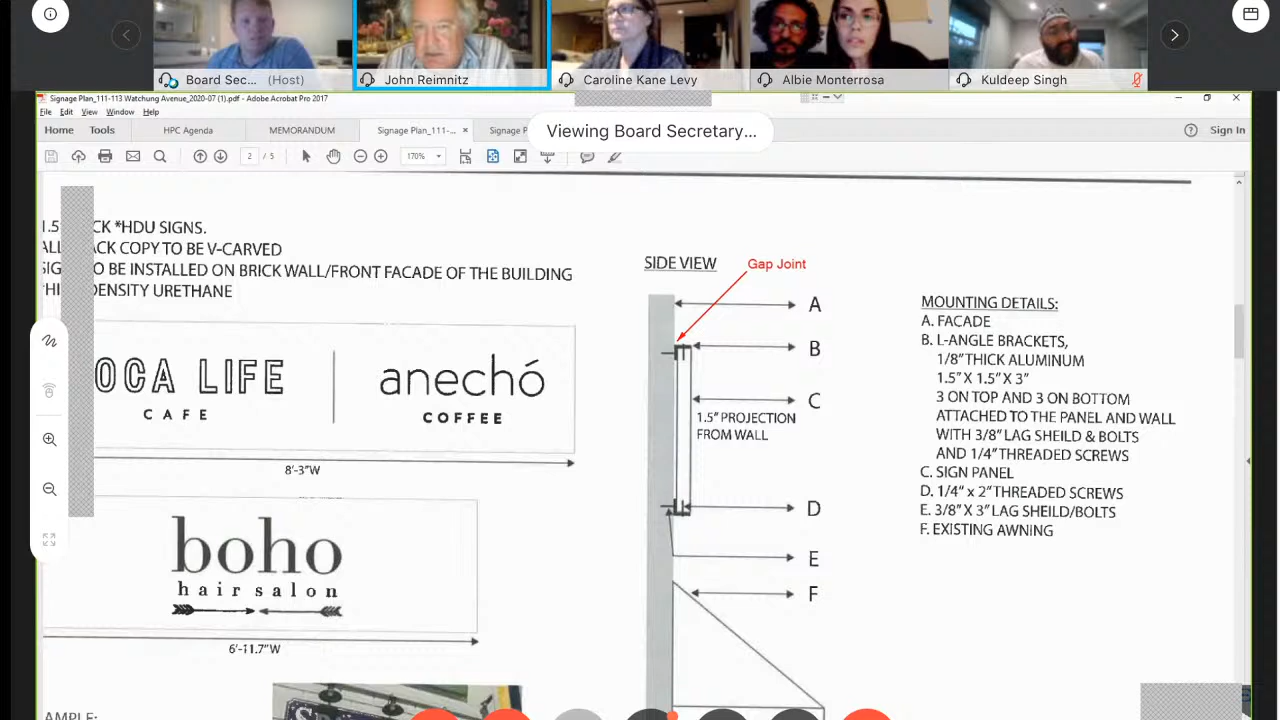 Board Sec... (Host)
John Reimnitz
Caroline Kane Levy
Albie Monterrosa
Kuldeep Singh
Signage Plan_111-113 Watchung Avenue_2020-07 (1).pdf - Adobe Acrobat Pro 2017
File Edit View Window Help
Home Tools HPC Agenda MEMORANDUM Signage Plan_111-... × Signage P
Viewing Board Secretary...
Sign In
2 / 5
170%
1.5 CK *HDU SIGNS.
ALL ACK COPY TO BE V-CARVED
SIG O BE INSTALLED ON BRICK WALL/FRONT FACADE OF THE BUILDING
*HI DENSITY URETHANE
OCA LIFE
CAFE
anechó
COFFEE
8'-3"W
boho
hair salon
6'-11.7"W
AMPLE:
SIDE VIEW
Gap Joint
A
B
C
1.5" PROJECTION
FROM WALL
D
E
F
MOUNTING DETAILS:
A. FACADE
B. L-ANGLE BRACKETS,
1/8" THICK ALUMINUM
1.5" X 1.5" X 3"
3 ON TOP AND 3 ON BOTTOM
ATTACHED TO THE PANEL AND WALL
WITH 3/8" LAG SHEILD & BOLTS
AND 1/4" THREADED SCREWS
C. SIGN PANEL
D. 1/4" x 2" THREADED SCREWS
E. 3/8" X 3" LAG SHEILD/BOLTS
F. EXISTING AWNING